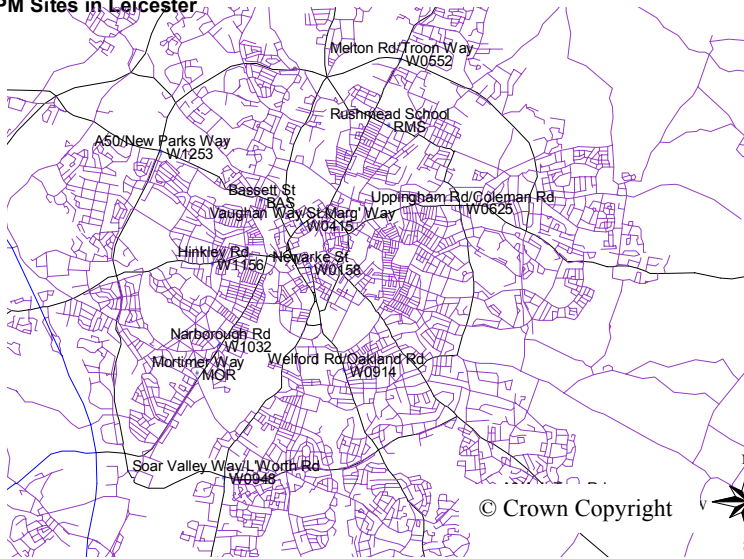 PM Sites in Leicester
Melton Rd/Troon Way
W0552
Rushmead School
RMS
A50/New Parks Way
W1253
Bassett St
BAS
Uppingham Rd/Coleman Rd
W0625
Vaughan Way/St.Marg' Way
W0415
Hinkley Rd
W1156
Newarke St
W0158
Narborough Rd
W1032
Mortimer Way
MOR
Welford Rd/Oakland Rd
W0914
Soar Valley Way/L'Worth Rd
W0948
© Crown Copyright